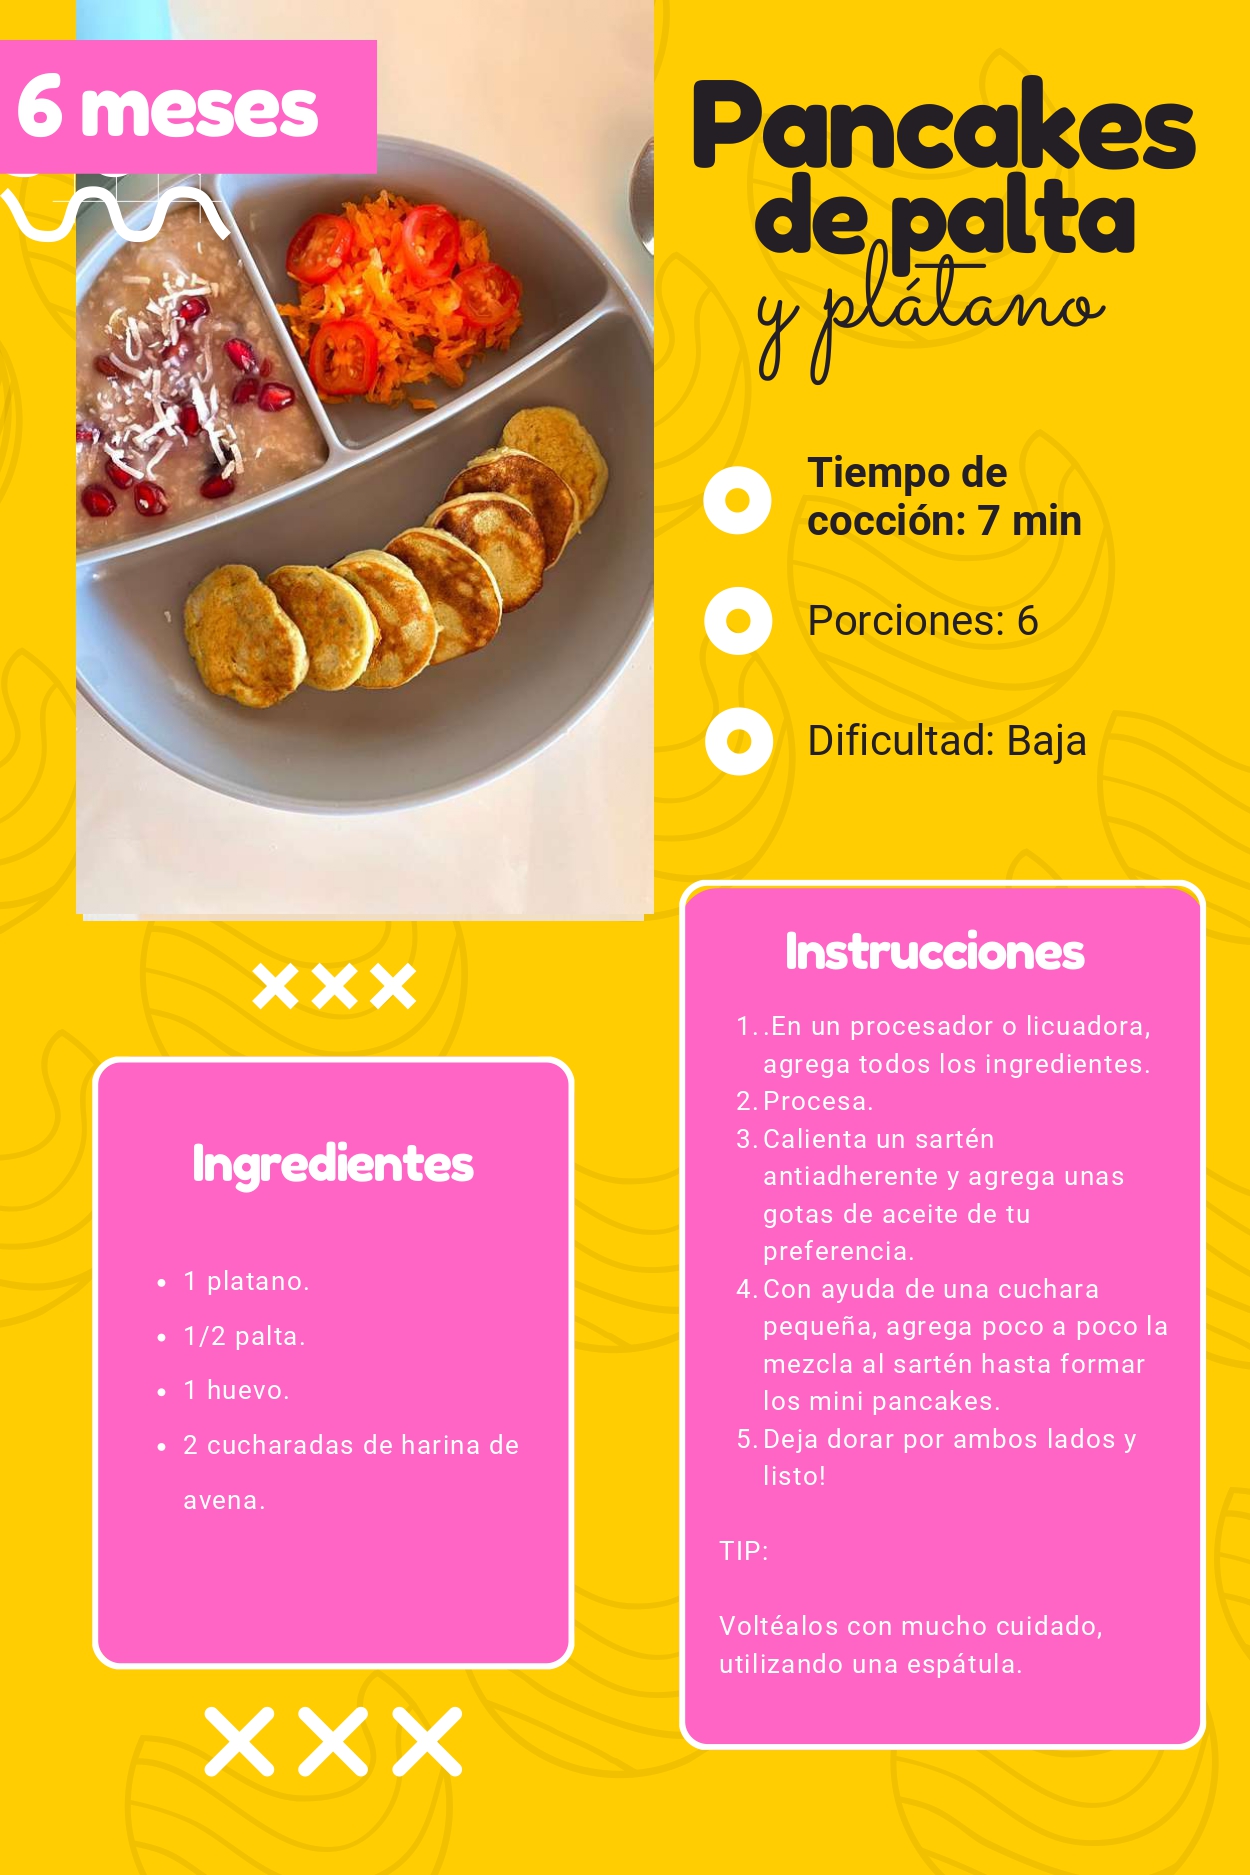 6 meses
Pancakes
de palta
y plátano
Tiempo de
cocción: 7 min
Porciones: 6
Dificultad: Baja
Ingredientes
• 1 platano.
• 1/2 palta.
• 1 huevo.
• 2 cucharadas de harina de
avena.
Instrucciones
1. .En un procesador o licuadora,
agrega todos los ingredientes.
2. Procesa.
3. Calienta un sartén
antiadherente y agrega unas
gotas de aceite de tu
preferencia.
4. Con ayuda de una cuchara
pequeña, agrega poco a poco la
mezcla al sartén hasta formar
los mini pancakes.
5. Deja dorar por ambos lados y
listo!
TIP:
Voltéalos con mucho cuidado,
utilizando una espátula.